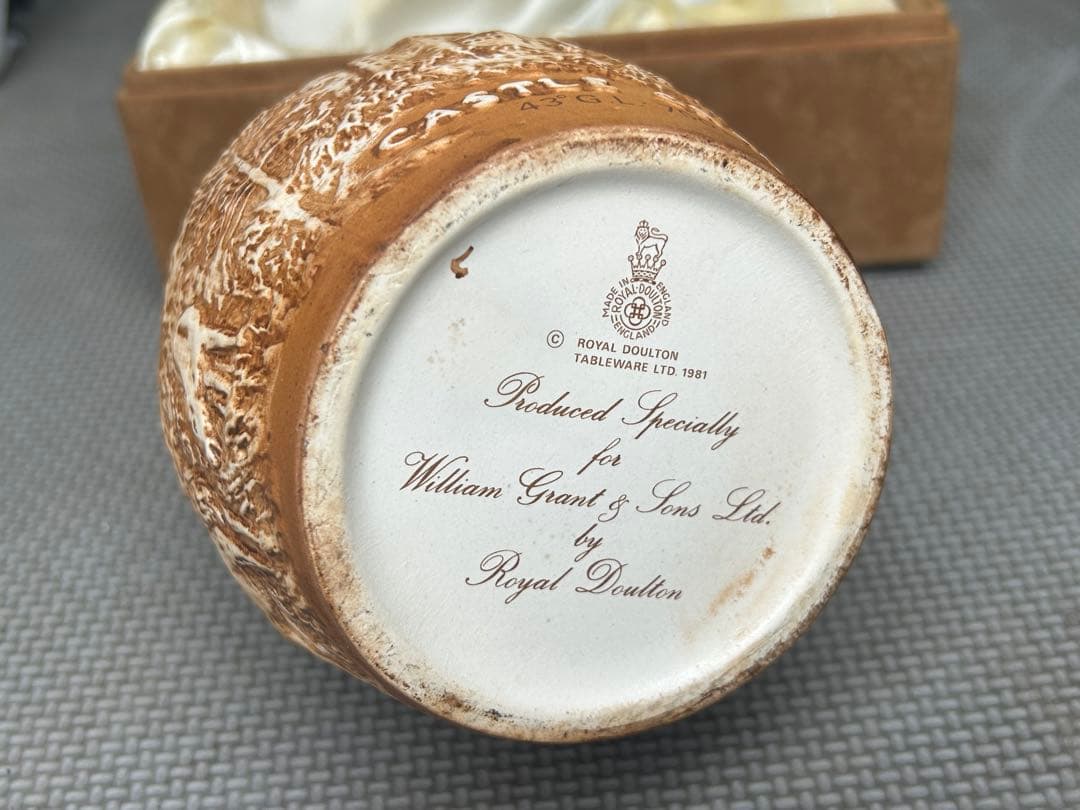 CASTLE
43° GL
MADE IN ENGLAND
ROYAL·DOULTON
ENGLAND
© ROYAL DOULTON
TABLEWARE LTD. 1981
Produced Specially
for
William Grant & Sons Ltd.
by
Royal Doulton